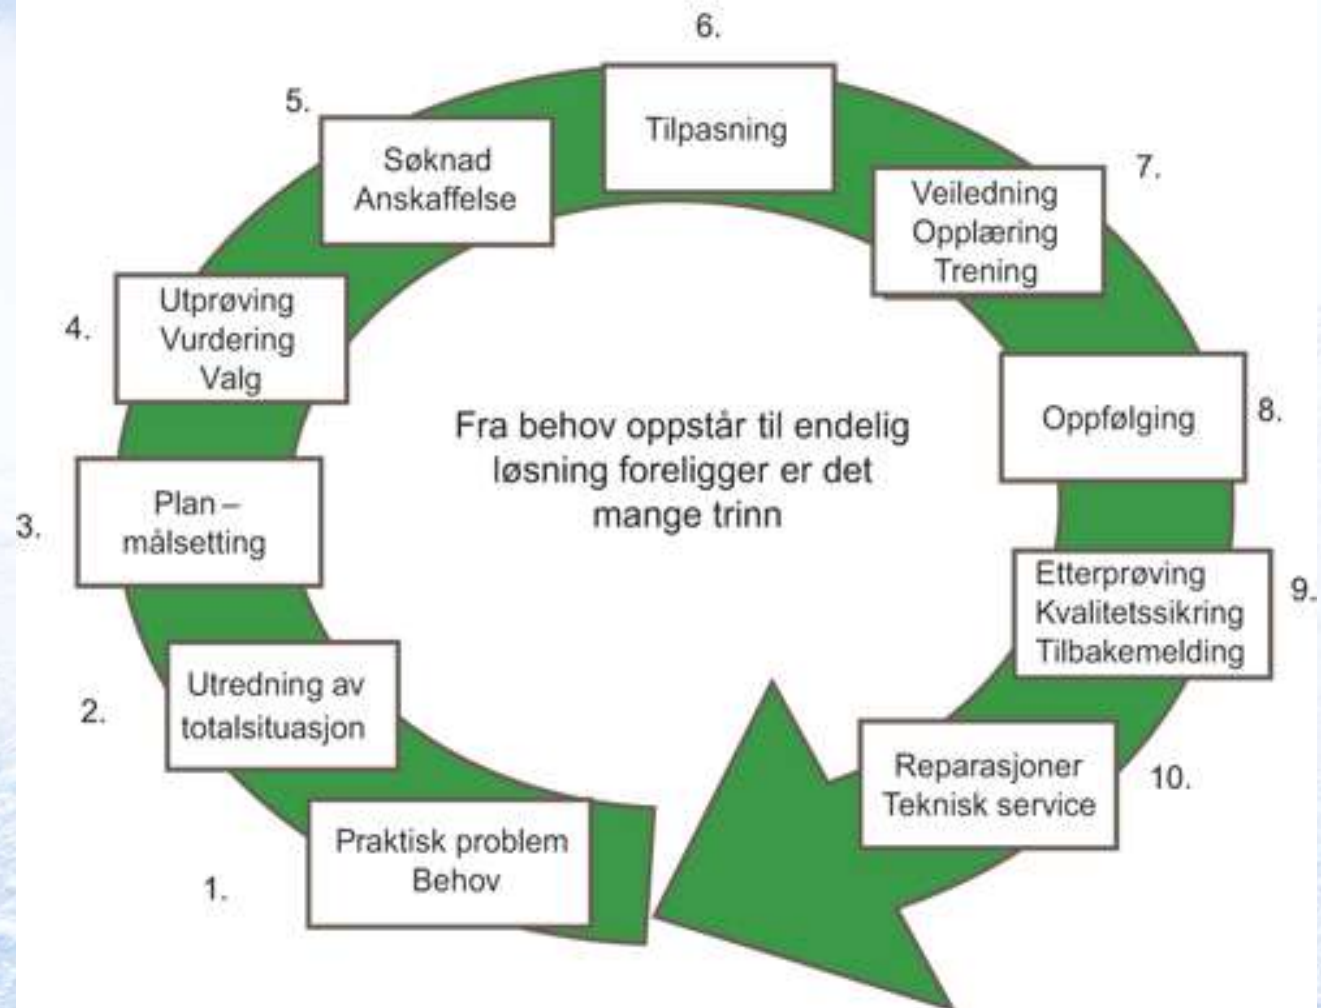 1.
Praktisk problem
Behov
2.
Utredning av
totalsituasjon
3.
Plan –
målsetting
4.
Utprøving
Vurdering
Valg
5.
Søknad
Anskaffelse
6.
Tilpasning
7.
Veiledning
Opplæring
Trening
8.
Oppfølging
9.
Etterprøving
Kvalitetssikring
Tilbakemelding
10.
Reparasjoner
Teknisk service
Fra behov oppstår til endelig
løsning foreligger er det
mange trinn